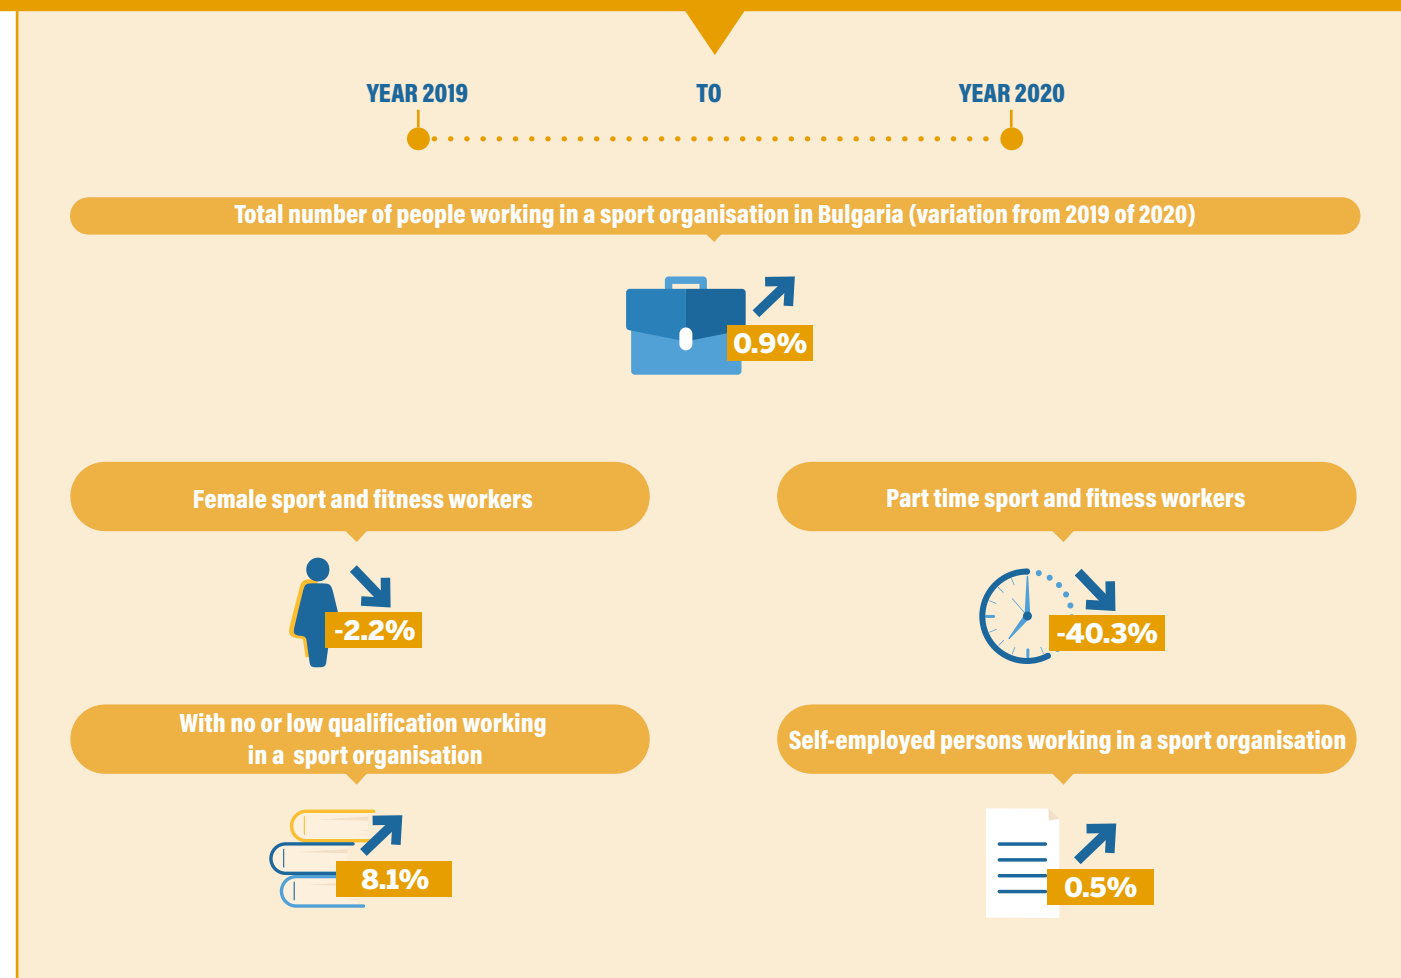 YEAR 2019 TO YEAR 2020
Total number of people working in a sport organisation in Bulgaria (variation from 2019 of 2020)
0.9%
Female sport and fitness workers
-2.2%
Part time sport and fitness workers
-40.3%
With no or low qualification working
in a sport organisation
8.1%
Self-employed persons working in a sport organisation
0.5%